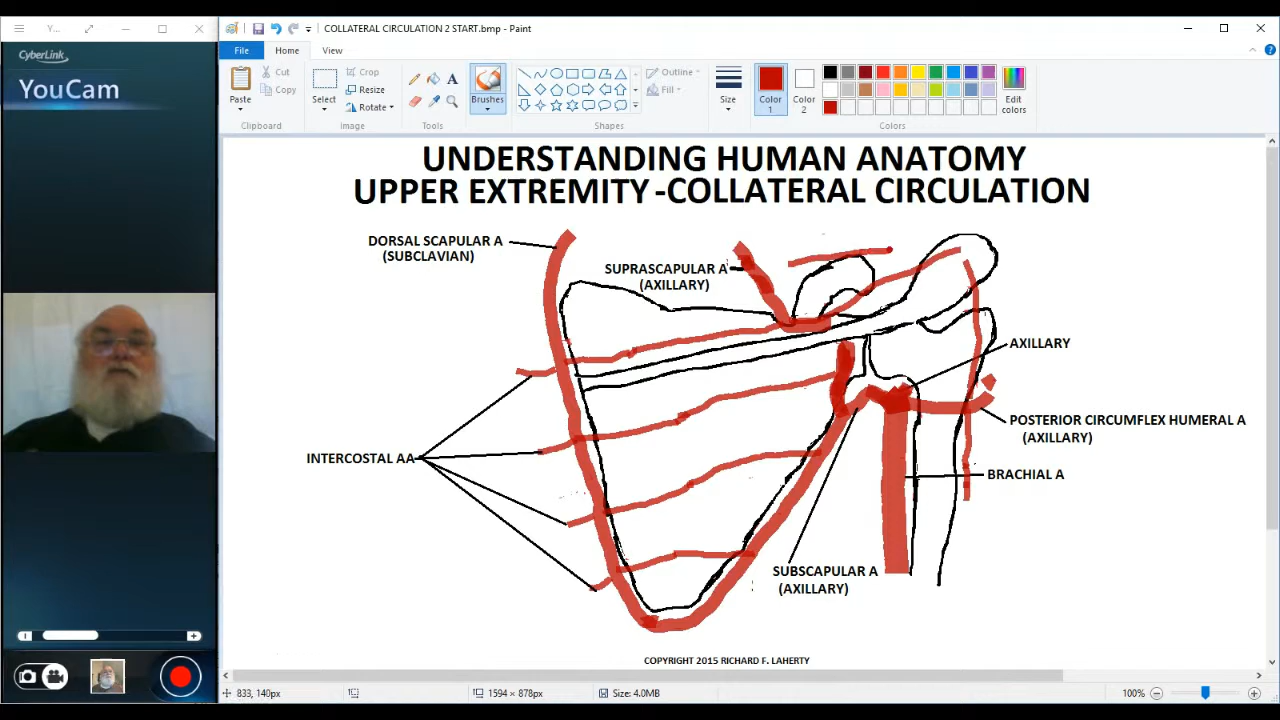 Y...
COLLATERAL CIRCULATION 2 START.bmp - Paint
CyberLink
YouCam
File
Home
View
Paste
Cut
Copy
Clipboard
Select
Crop
Resize
Rotate
Image
A
Tools
Brushes
Outline
Fill
Shapes
Size
Color
1
Color
2
Edit
colors
Colors
UNDERSTANDING HUMAN ANATOMY
UPPER EXTREMITY -COLLATERAL CIRCULATION
DORSAL SCAPULAR A
(SUBCLAVIAN)
SUPRASCAPULAR A
(AXILLARY)
AXILLARY
POSTERIOR CIRCUMFLEX HUMERAL A
(AXILLARY)
INTERCOSTAL AA
BRACHIAL A
SUBSCAPULAR A
(AXILLARY)
COPYRIGHT 2015 RICHARD F. LAHERTY
833, 140px
1594 × 878px
Size: 4.0MB
100%